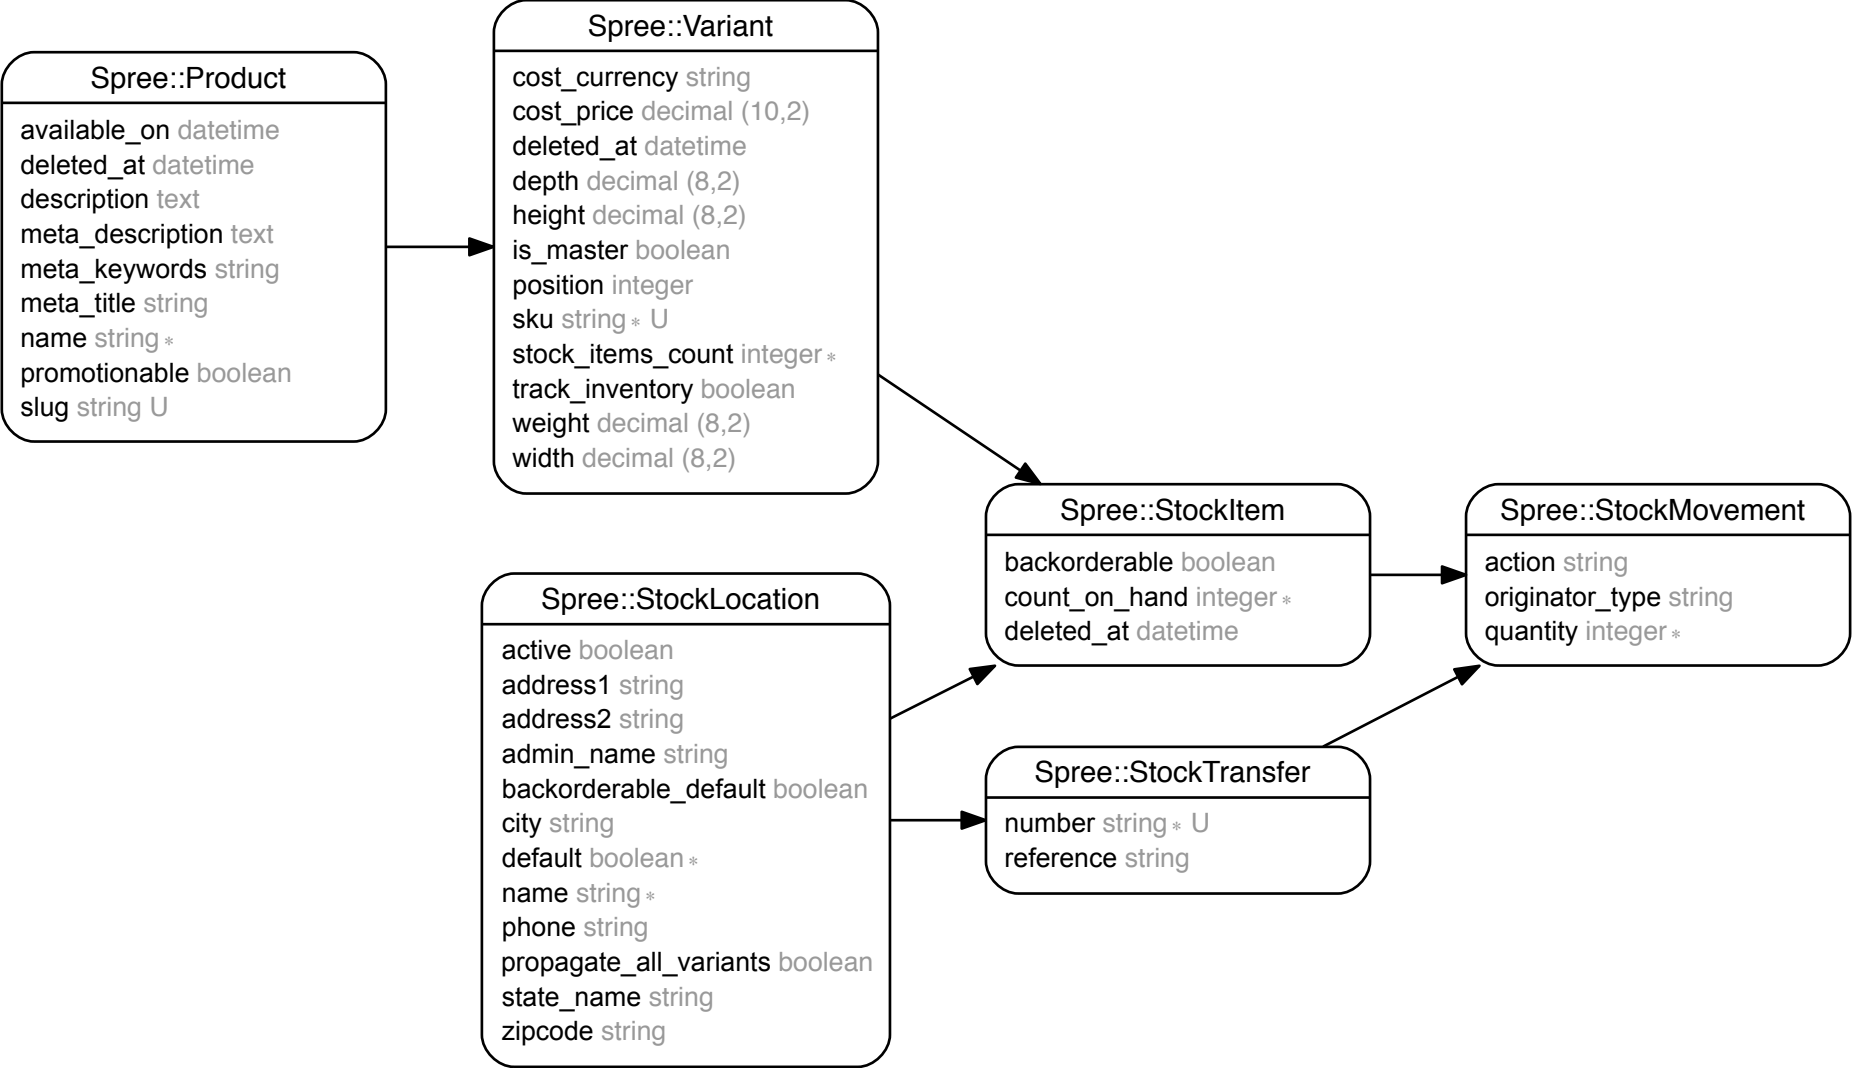 Spree::Product
available_on datetime
deleted_at datetime
description text
meta_description text
meta_keywords string
meta_title string
name string *
promotionable boolean
slug string U
Spree::Variant
cost_currency string
cost_price decimal (10,2)
deleted_at datetime
depth decimal (8,2)
height decimal (8,2)
is_master boolean
position integer
sku string * U
stock_items_count integer *
track_inventory boolean
weight decimal (8,2)
width decimal (8,2)
Spree::StockLocation
active boolean
address1 string
address2 string
admin_name string
backorderable_default boolean
city string
default boolean *
name string *
phone string
propagate_all_variants boolean
state_name string
zipcode string
Spree::StockItem
backorderable boolean
count_on_hand integer *
deleted_at datetime
Spree::StockTransfer
number string * U
reference string
Spree::StockMovement
action string
originator_type string
quantity integer *